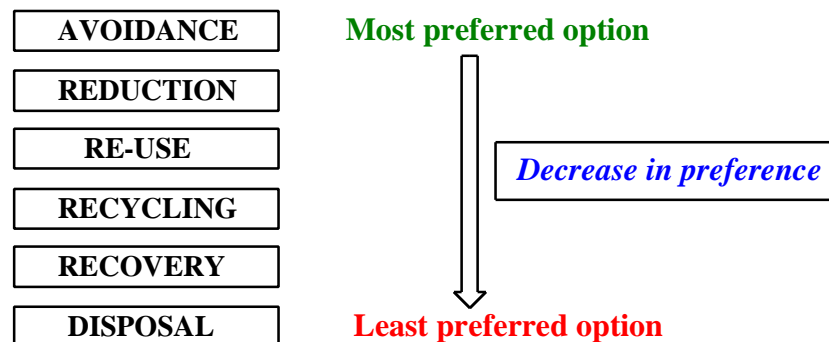 AVOIDANCE Most preferred option
REDUCTION
RE-USE
Decrease in preference
RECYCLING
RECOVERY
DISPOSAL Least preferred option